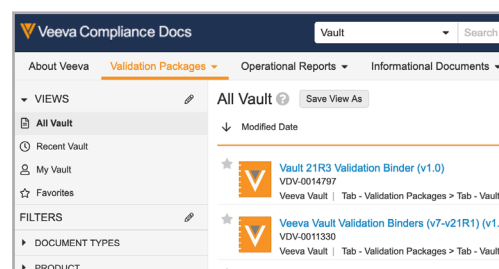 Veeva Compliance Docs
Vault
Search
About Veeva
Validation Packages
Operational Reports
Informational Documents
VIEWS
All Vault
Recent Vault
My Vault
Favorites
FILTERS
DOCUMENT TYPES
PRODUCT
All Vault ?
Save View As
Modified Date
Vault 21R3 Validation Binder (v1.0)
VDV-0014797
Veeva Vault | Tab - Validation Packages > Tab - Vault
Veeva Vault Validation Binders (v7-v21R1) (v1.
VDV-0011330
Veeva Vault | Tab - Validation Packages > Tab - Vault